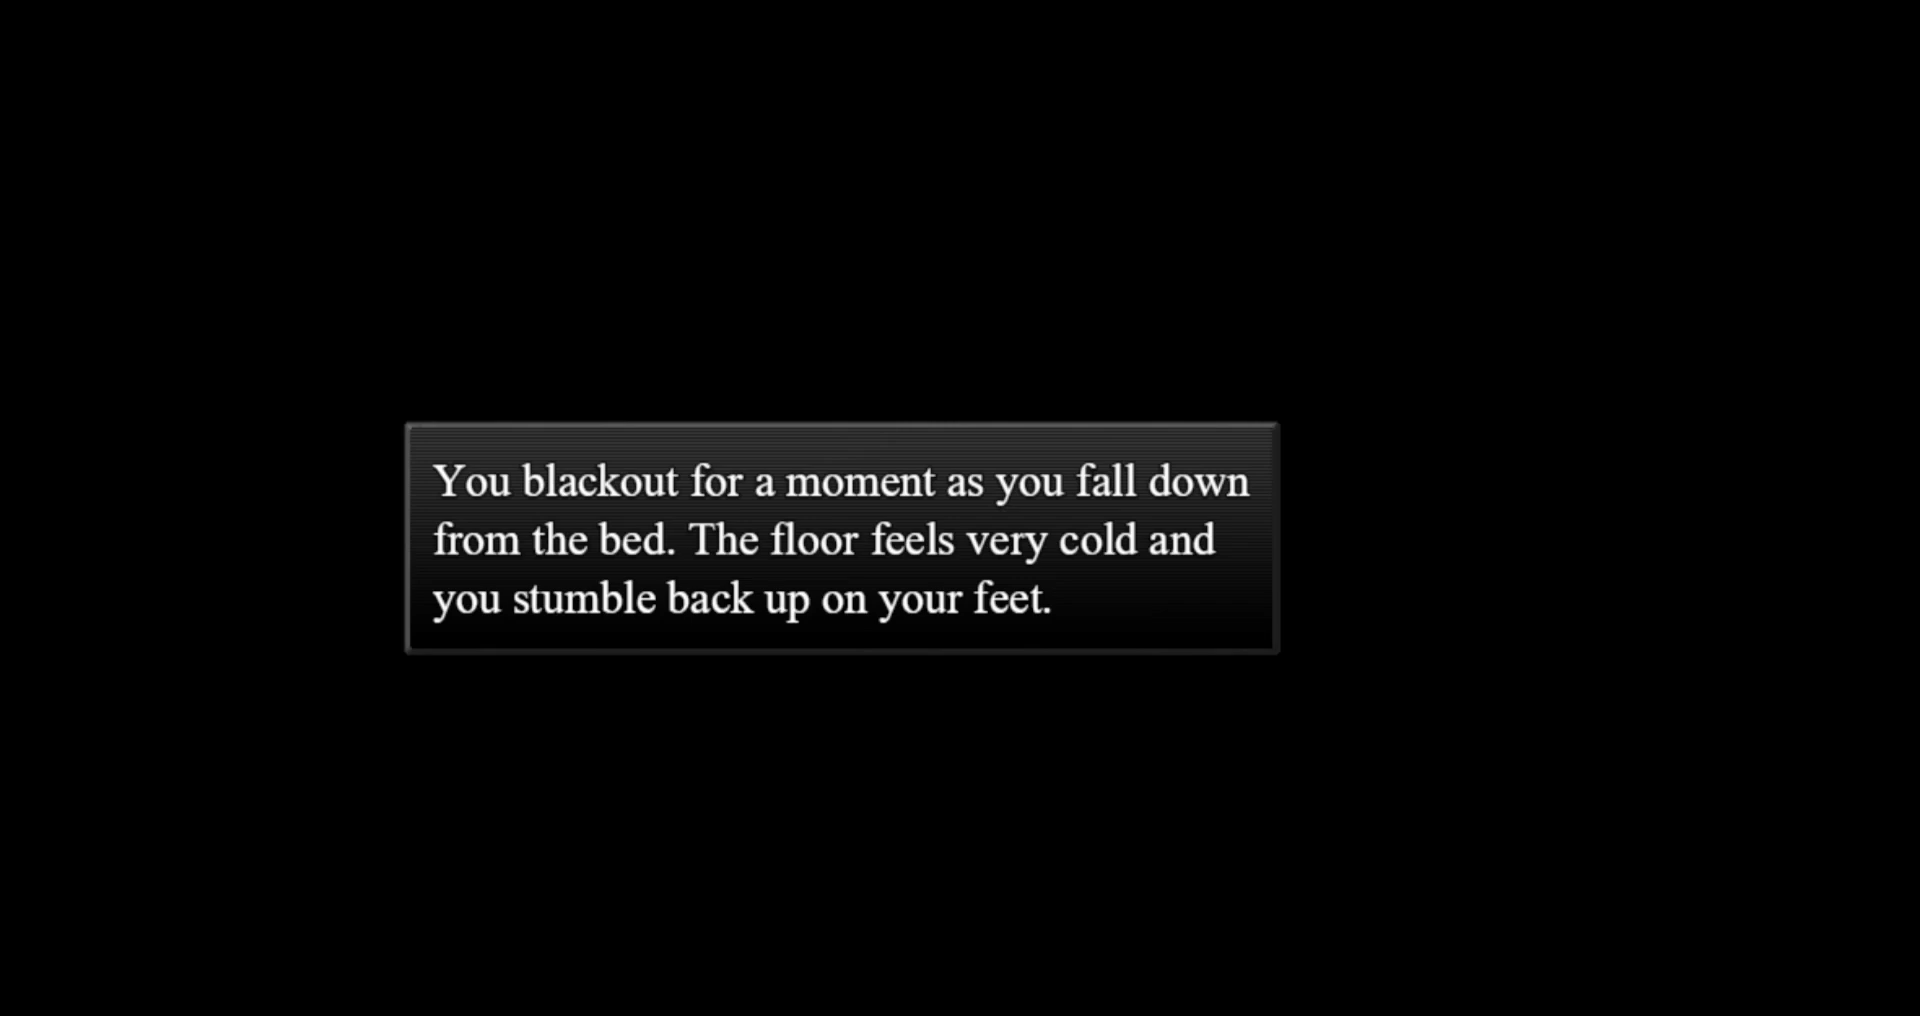 You blackout for a moment as you fall down
from the bed. The floor feels very cold and
you stumble back up on your feet.